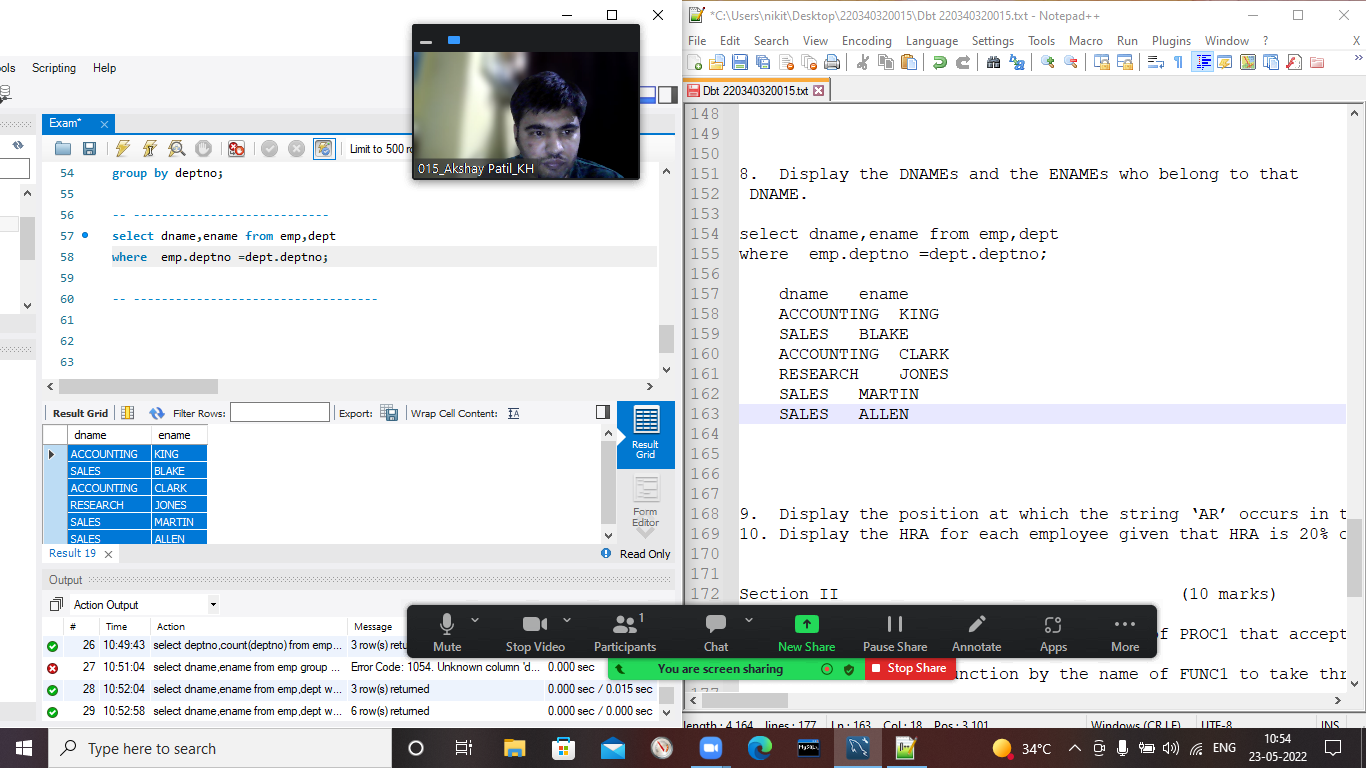 *C:\Users\nikit\Desktop\220340320015\Dbt 220340320015.txt - Notepad++
File Edit Search View Encoding Language Settings Tools Macro Run Plugins Window ? X
ols Scripting Help
015_Akshay Patil_KH
Exam*
Limit to 500 ro
54 group by deptno;
55
56 -- ----------------------------
57 select dname,ename from emp,dept
58 where  emp.deptno =dept.deptno;
59
60 -- -----------------------------------
61
62
63
Result Grid Filter Rows: Export: Wrap Cell Content:
dname ename
ACCOUNTING KING
SALES BLAKE
ACCOUNTING CLARK
RESEARCH JONES
SALES MARTIN
SALES ALLEN
Result Grid
Form Editor
Result 19
Read Only
Output
Action Output
# Time Action Message
26 10:49:43 select deptno,count(deptno) from emp... 3 row(s) retu
27 10:51:04 select dname,ename from emp group ... Error Code: 1054. Unknown column 'd... 0.000 sec
28 10:52:04 select dname,ename from emp,dept w... 3 row(s) returned 0.000 sec / 0.015 sec
29 10:52:58 select dname,ename from emp,dept w... 6 row(s) returned 0.000 sec / 0.000 sec
Dbt 220340320015.txt
148
149
150
151 8.  Display the DNAMEs and the ENAMEs who belong to that
152 DNAME.
153
154 select dname,ename from emp,dept
155 where  emp.deptno =dept.deptno;
156
157 dname ename
158 ACCOUNTING KING
159 SALES BLAKE
160 ACCOUNTING CLARK
161 RESEARCH JONES
162 SALES MARTIN
163 SALES ALLEN
164
165
166
167
168 9.  Display the position at which the string ‘AR’ occurs in t
169 10. Display the HRA for each employee given that HRA is 20% o
170
171
172 Section II (10 marks)
f PROC1 that accept
unction by the name of FUNC1 to take thr
Mute Stop Video Participants 1 Chat New Share Pause Share Annotate Apps More
You are screen sharing Stop Share
length : 4,164 lines : 177 Ln : 163 Col : 18 Pos : 3,101 Windows (CR LF) UTF-8 INS
Type here to search
MySQL
34°C
ENG
10:54
23-05-2022